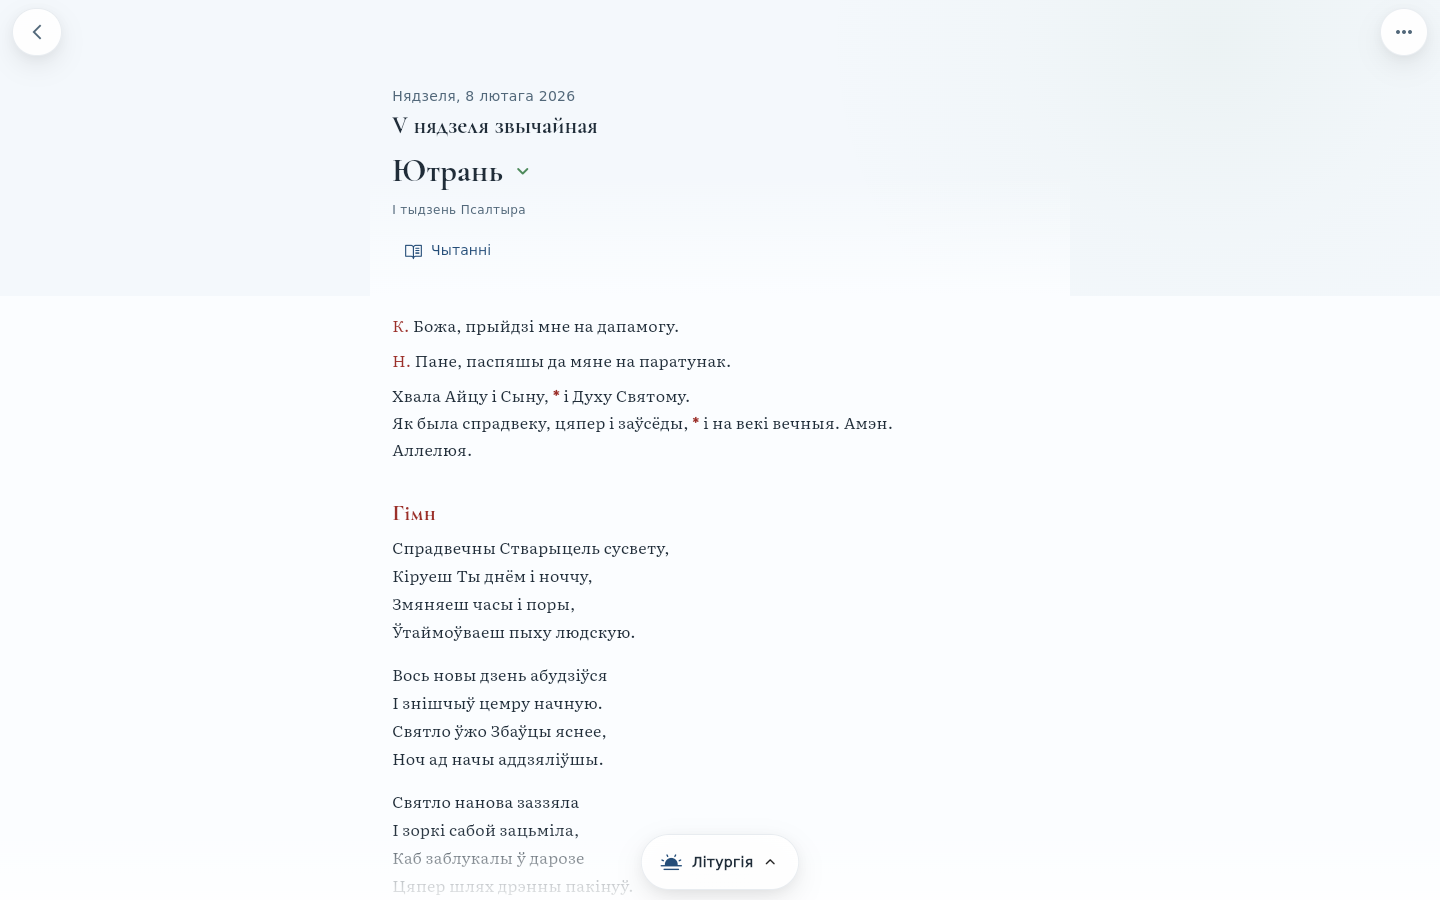 Нядзеля, 8 лютага 2026
V нядзеля звычайная
Ютрань
I тыдзень Псалтыра
Чытанні
К. Божа, прыйдзі мне на дапамогу.
Н. Пане, паспяшы да мяне на паратунак.
Хвала Айцу і Сыну, * і Духу Святому.
Як была спрадвеку, цяпер і заўсёды, * і на векі вечныя. Амэн.
Аллелюя.
Гімн
Спрадвечны Стварыцель сусвету,
Кіруеш Ты днём і ноччу,
Змяняеш часы і поры,
Ўтаймоўваеш пыху людскую.
Вось новы дзень абудзіўся
І знішчыў цемру начную.
Святло ўжо Збаўцы яснее,
Ноч ад начы аддзяліўшы.
Святло нанова заззяла
І зоркі сабой зацьміла,
Каб заблукалы ў дарозе
Цяпер шлях дрэнны пакінуў.
Літургія